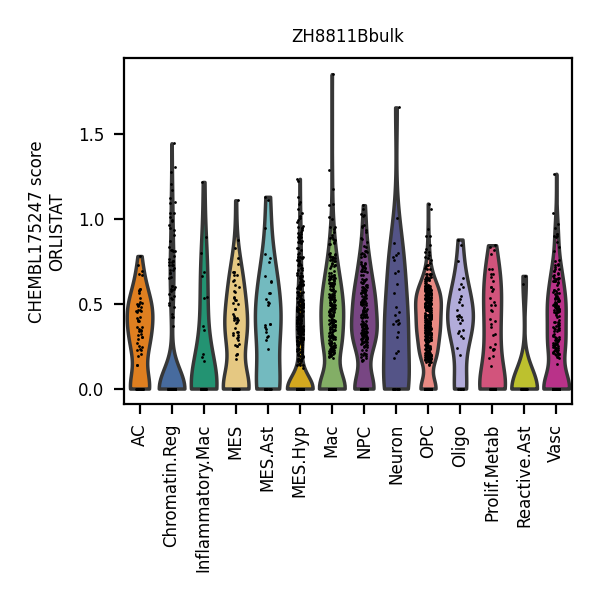 ZH8811Bbulk
CHEMBL175247 score
ORLISTAT
1.5
1.0
0.5
0.0
AC
Chromatin.Reg
Inflammatory.Mac
MES
MES.Ast
MES.Hyp
Mac
NPC
Neuron
OPC
Oligo
Prolif.Metab
Reactive.Ast
Vasc